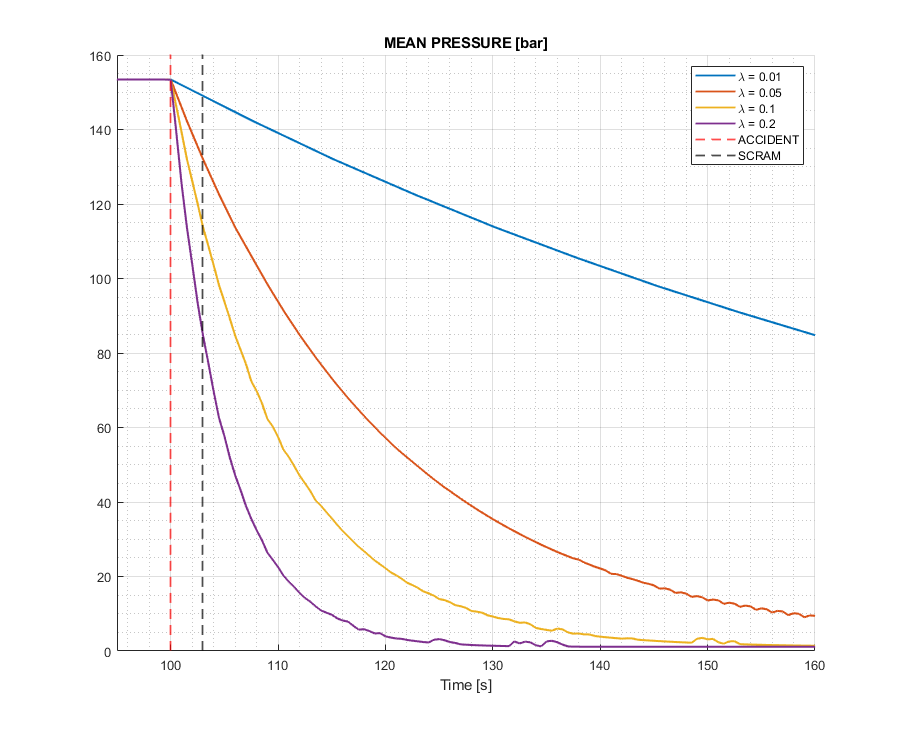 MEAN PRESSURE [bar]
160
140
120
100
80
60
40
20
0
λ = 0.01
λ = 0.05
λ = 0.1
λ = 0.2
ACCIDENT
SCRAM
100 110 120 130 140 150 160
Time [s]